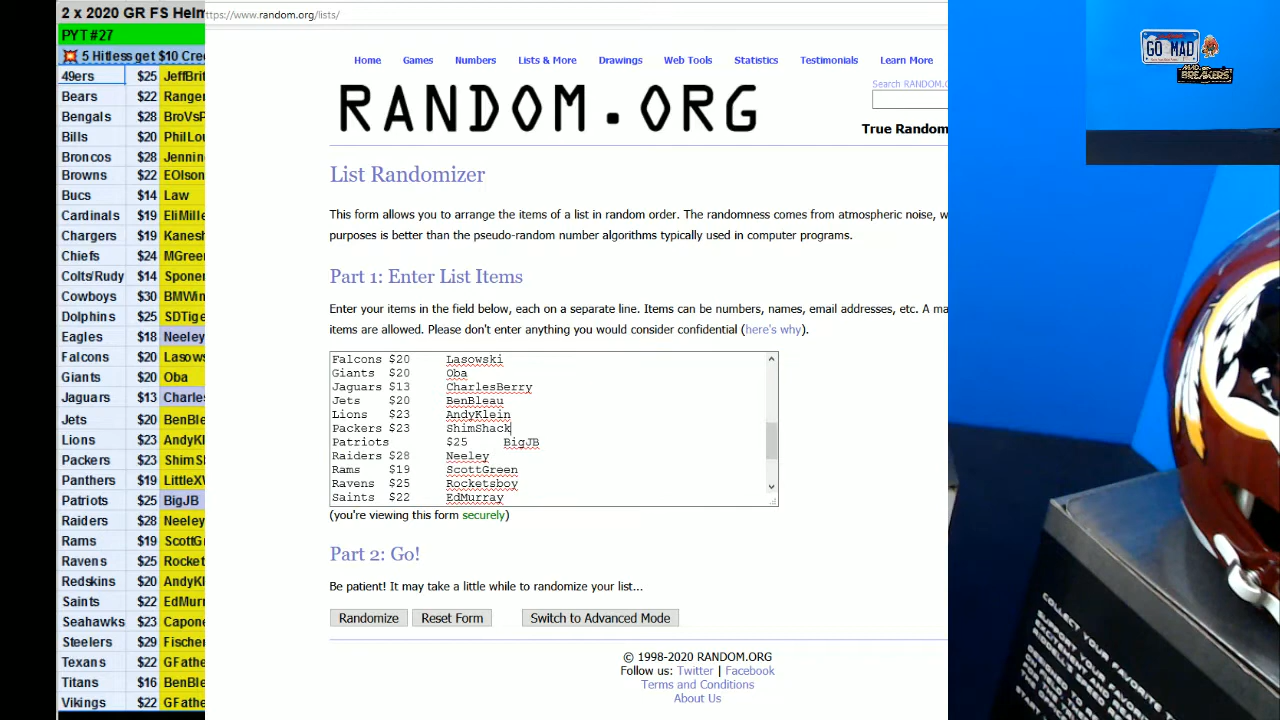 2 x 2020 GR FS Helm
PYT #27
💥 5 Hitless get $10 Cre
49ers $25 JeffBrit
Bears $22 Ranger
Bengals $28 BroVsP
Bills $20 PhilLou
Broncos $28 Jennin
Browns $22 EOlson
Bucs $14 Law
Cardinals $19 EliMille
Chargers $19 Kanesh
Chiefs $24 MGreen
Colts/Rudy $14 Spone
Cowboys $30 BMWin
Dolphins $25 SDTige
Eagles $18 Neeley
Falcons $20 Lasows
Giants $20 Oba
Jaguars $13 Charles
Jets $20 BenBle
Lions $23 AndyKl
Packers $23 ShimSh
Panthers $19 LittleXV
Patriots $25 BigJB
Raiders $28 Neeley
Rams $19 ScottGr
Ravens $25 Rocket
Redskins $20 AndyKl
Saints $22 EdMurr
Seahawks $23 Capone
Steelers $29 Fischer
Texans $22 GFathe
Titans $16 BenBle
Vikings $22 GFathe
ttps://www.random.org/lists/
Home Games Numbers Lists & More Drawings Web Tools Statistics Testimonials Learn More
Search RANDOM.O
RANDOM.ORG
True Random
List Randomizer
This form allows you to arrange the items of a list in random order. The randomness comes from atmospheric noise, w
purposes is better than the pseudo-random number algorithms typically used in computer programs.
Part 1: Enter List Items
Enter your items in the field below, each on a separate line. Items can be numbers, names, email addresses, etc. A ma
items are allowed. Please don't enter anything you would consider confidential (here's why).
Falcons $20 Lasowski
Giants $20 Oba
Jaguars $13 CharlesBerry
Jets $20 BenBleau
Lions $23 AndyKlein
Packers $23 ShimShack
Patriots $25 BigJB
Raiders $28 Neeley
Rams $19 ScottGreen
Ravens $25 Rocketsboy
Saints $22 EdMurray
(you're viewing this form securely)
Part 2: Go!
Be patient! It may take a little while to randomize your list...
Randomize Reset Form Switch to Advanced Mode
© 1998-2020 RANDOM.ORG
Follow us: Twitter | Facebook
Terms and Conditions
About Us
GO MAD
MAD
BREAKERS
COLLECT YOUR FAVORITE
SUPPORT YOUR FAVOR